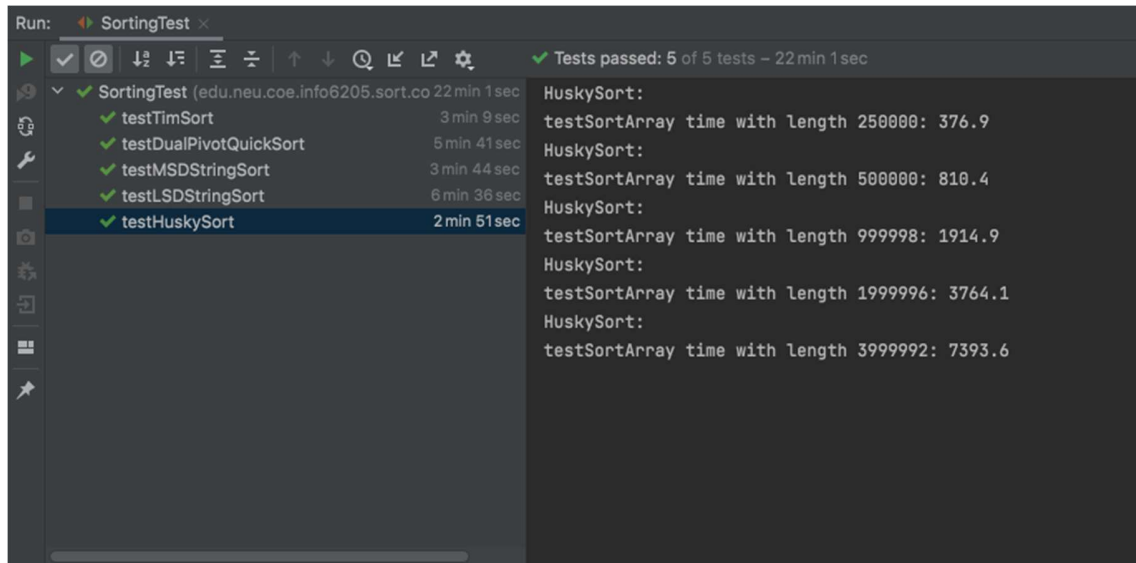 Run: SortingTest
Tests passed: 5 of 5 tests – 22 min 1 sec
SortingTest (edu.neu.coe.info6205.sort.co 22 min 1 sec
testTimSort 3 min 9 sec
testDualPivotQuickSort 5 min 41 sec
testMSDStringSort 3 min 44 sec
testLSDStringSort 6 min 36 sec
testHuskySort 2 min 51 sec
HuskySort:
testSortArray time with length 250000: 376.9
HuskySort:
testSortArray time with length 500000: 810.4
HuskySort:
testSortArray time with length 999998: 1914.9
HuskySort:
testSortArray time with length 1999996: 3764.1
HuskySort:
testSortArray time with length 3999992: 7393.6